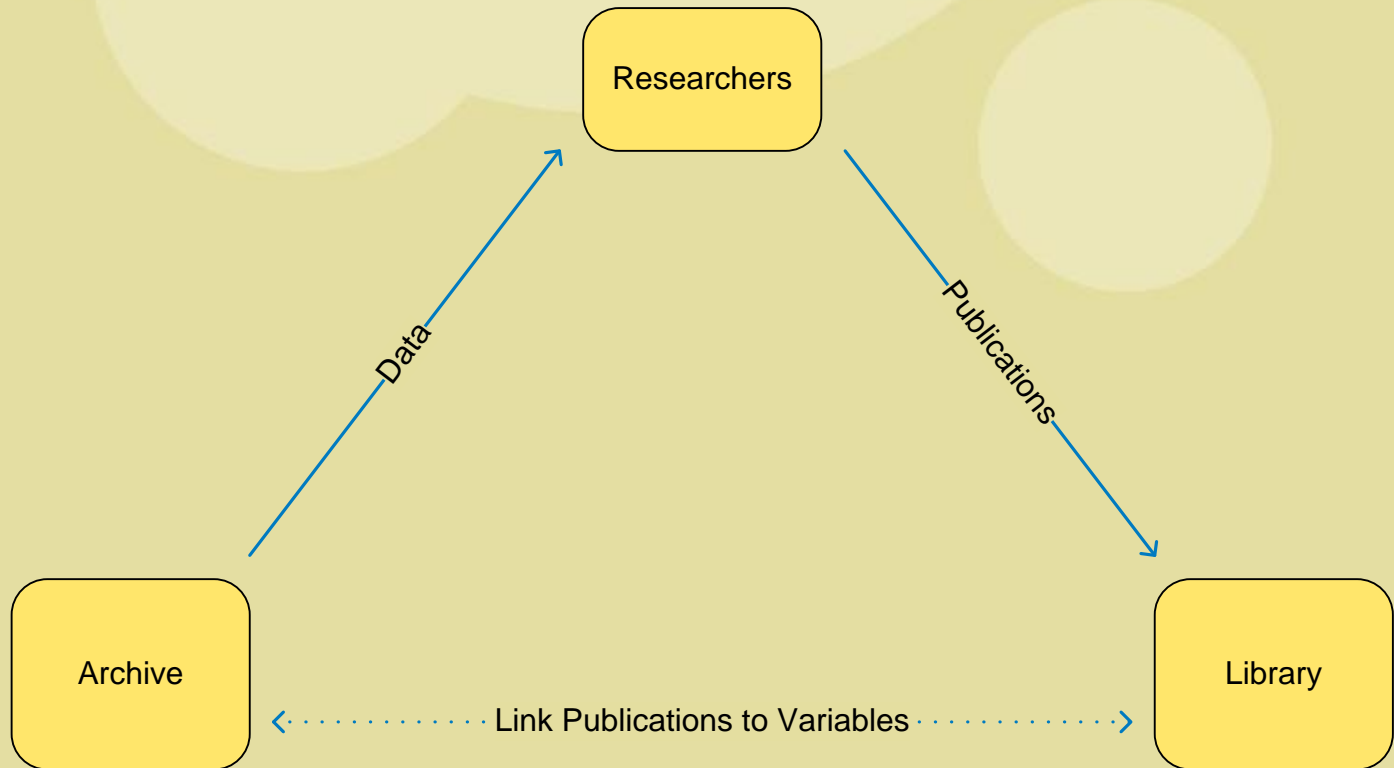 Researchers
Data
Publications
Archive
Library
Link Publications to Variables